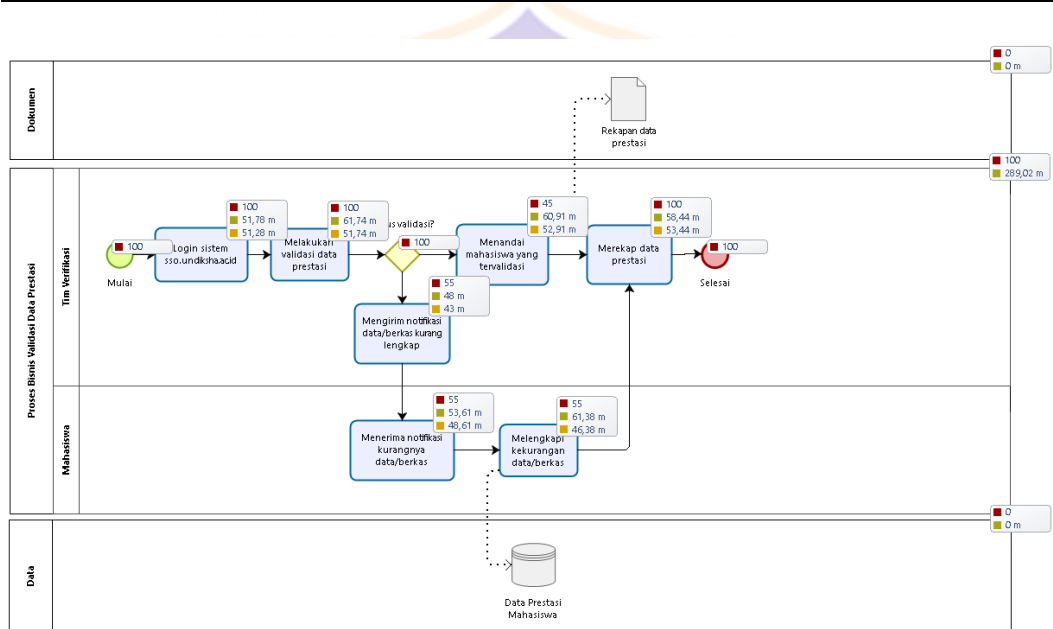 0
0 m
Dokumen
Rekapan data
prestasi
100
289,02 m
Proses Bisnis Validasi Data Prestasi
Tim Verifikasi
100
Mulai
100
51,78 m
51,28 m
Login sistem
sso.undiksha.ac.id
100
61,74 m
51,74 m
Melakukan
validasi data
prestasi
validasi?
100
45
60,91 m
52,91 m
Menandai
mahasiswa yang
tervalidasi
100
58,44 m
53,44 m
Merekap data
prestasi
100
Selesai
55
48 m
43 m
Mengirim notifikasi
data/berkas kurang
lengkap
Mahasiswa
55
53,61 m
48,61 m
Menerima notifikasi
kurangnya
data/berkas
55
61,38 m
46,38 m
Melengkapi
kekurangan
data/berkas
0
0 m
Data
Data Prestasi
Mahasiswa